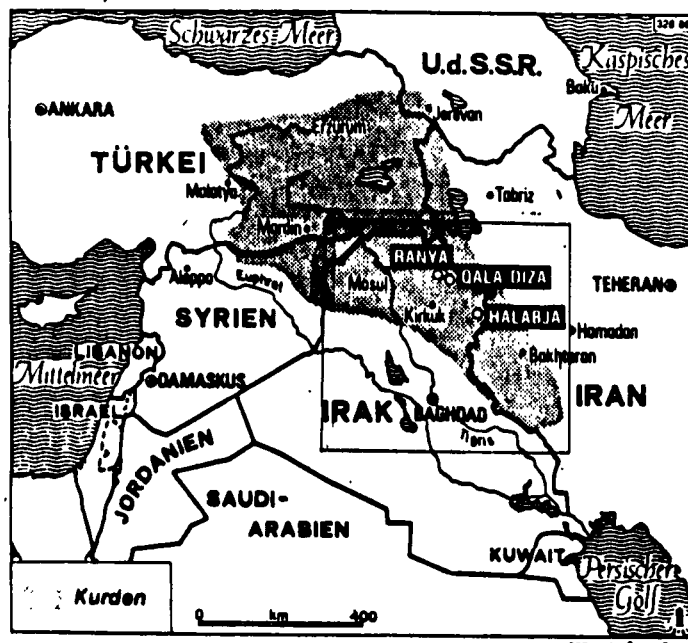 Schwarzes Meer
U.d.S.S.R.
Kaspisches
Meer
Baku
ANKARA
Jerevan
Erzurum
TÜRKEI
Malatya
Tabriz
Mardin
RANYA
QALA DIZA
TEHERAN
Aleppo
Euphrat
Mosul
SYRIEN
Kirkuk
HALABJA
Hamadan
LIBANON
Bakhtaran
Mittelmeer
DAMASKUS
IRAN
ISRAEL
IRAK
BAGHDAD
Tigris
JORDANIEN
SAUDI-
ARABIEN
KUWAIT
Persischer
Golf
Kurden
0 km 400